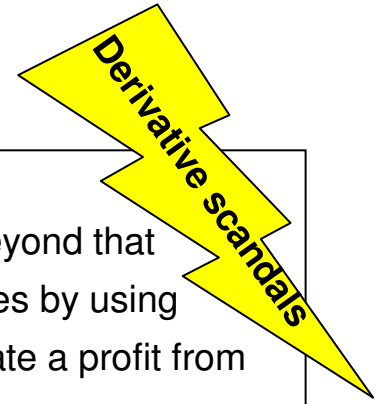 Derivative scandals
eyond that
es by using
ate a profit from